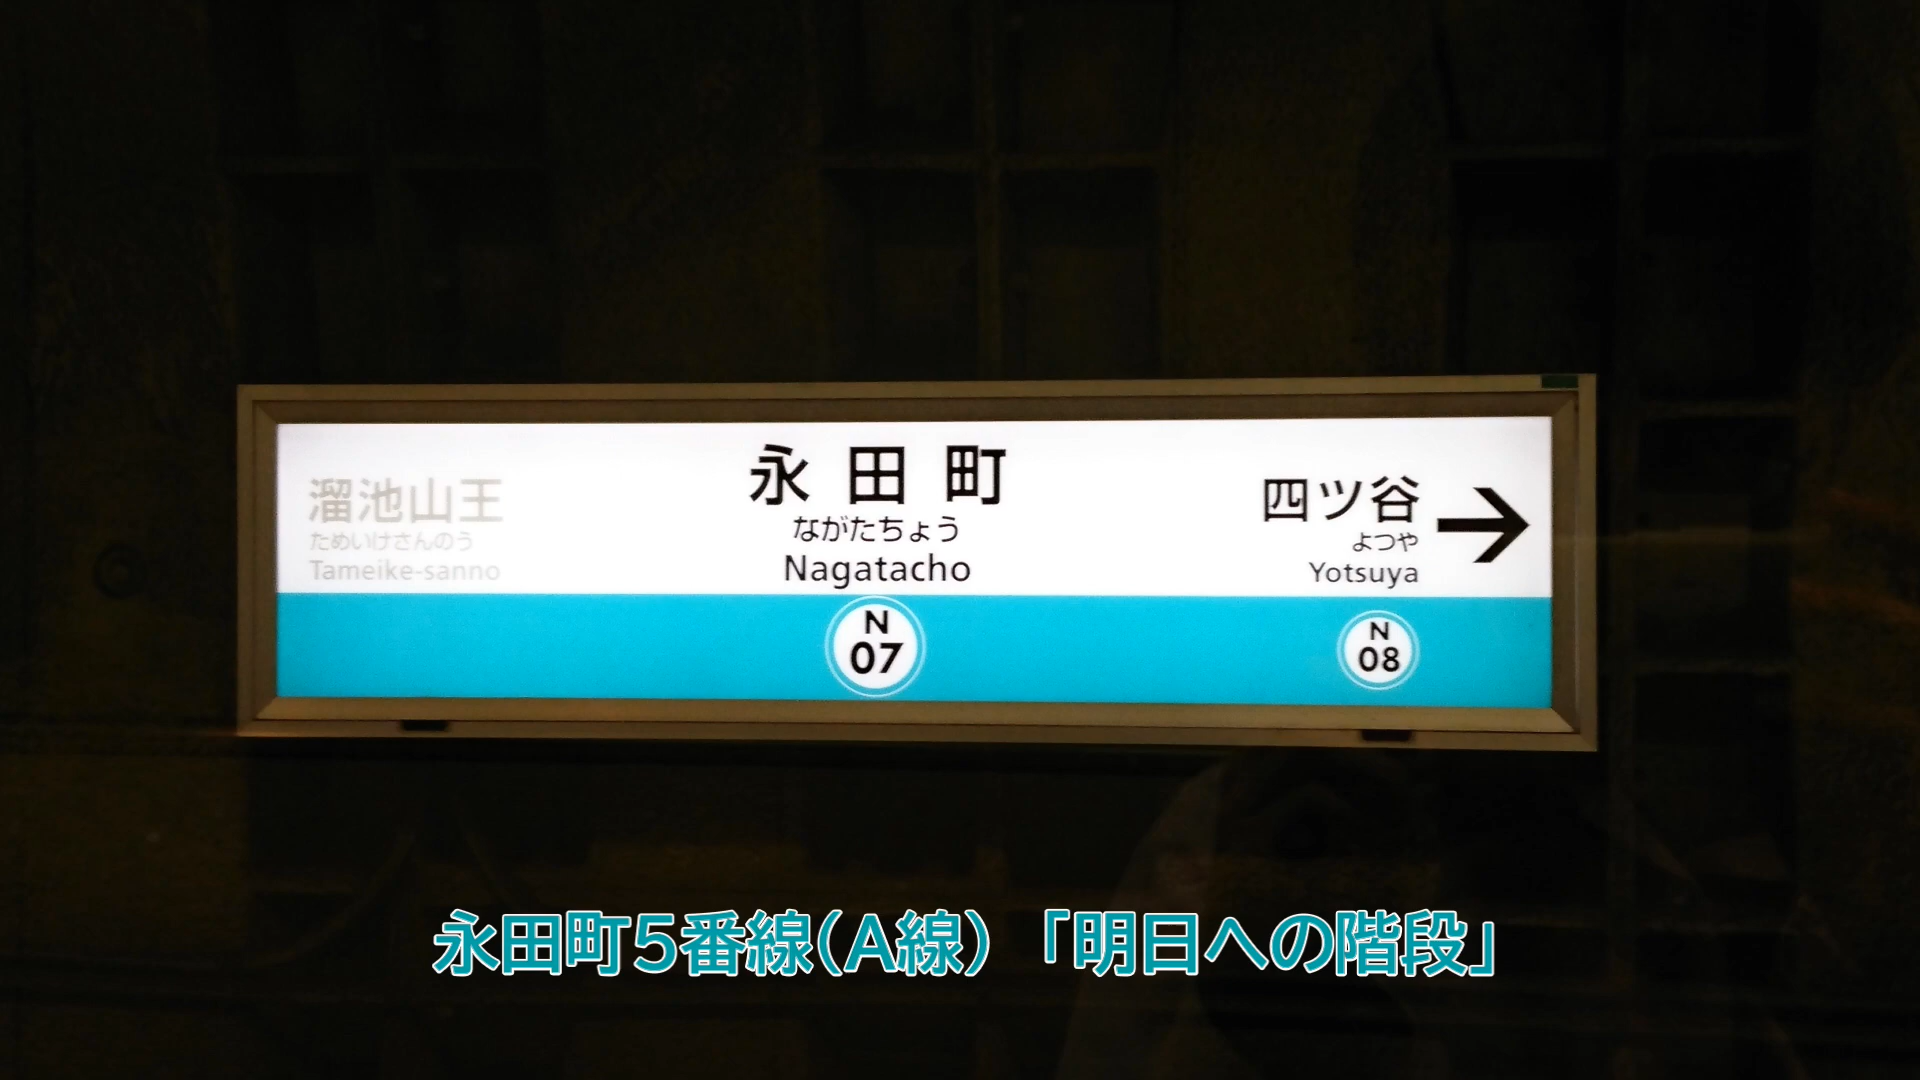 溜池山王
ためいけさんのう
Tameike-sanno
永田町
ながたちょう
Nagatacho
四ツ谷
よつや
Yotsuya
N
07
N
08
永田町5番線(A線)「明日への階段」